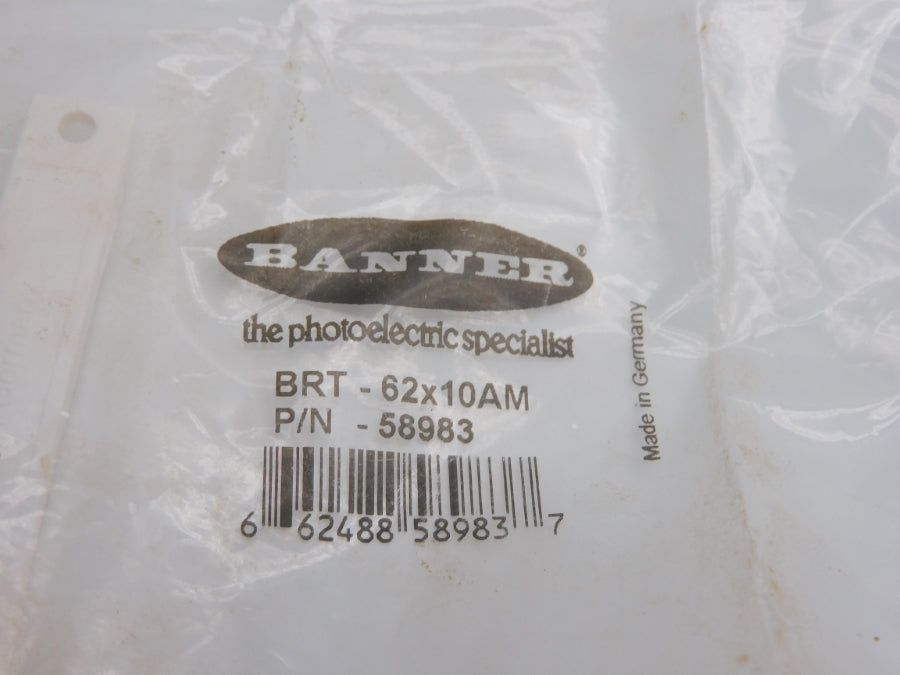 BANNER®
the photoelectric specialist
BRT - 62x10AM
P/N - 58983
6 62488 58983 7
Made in Germany